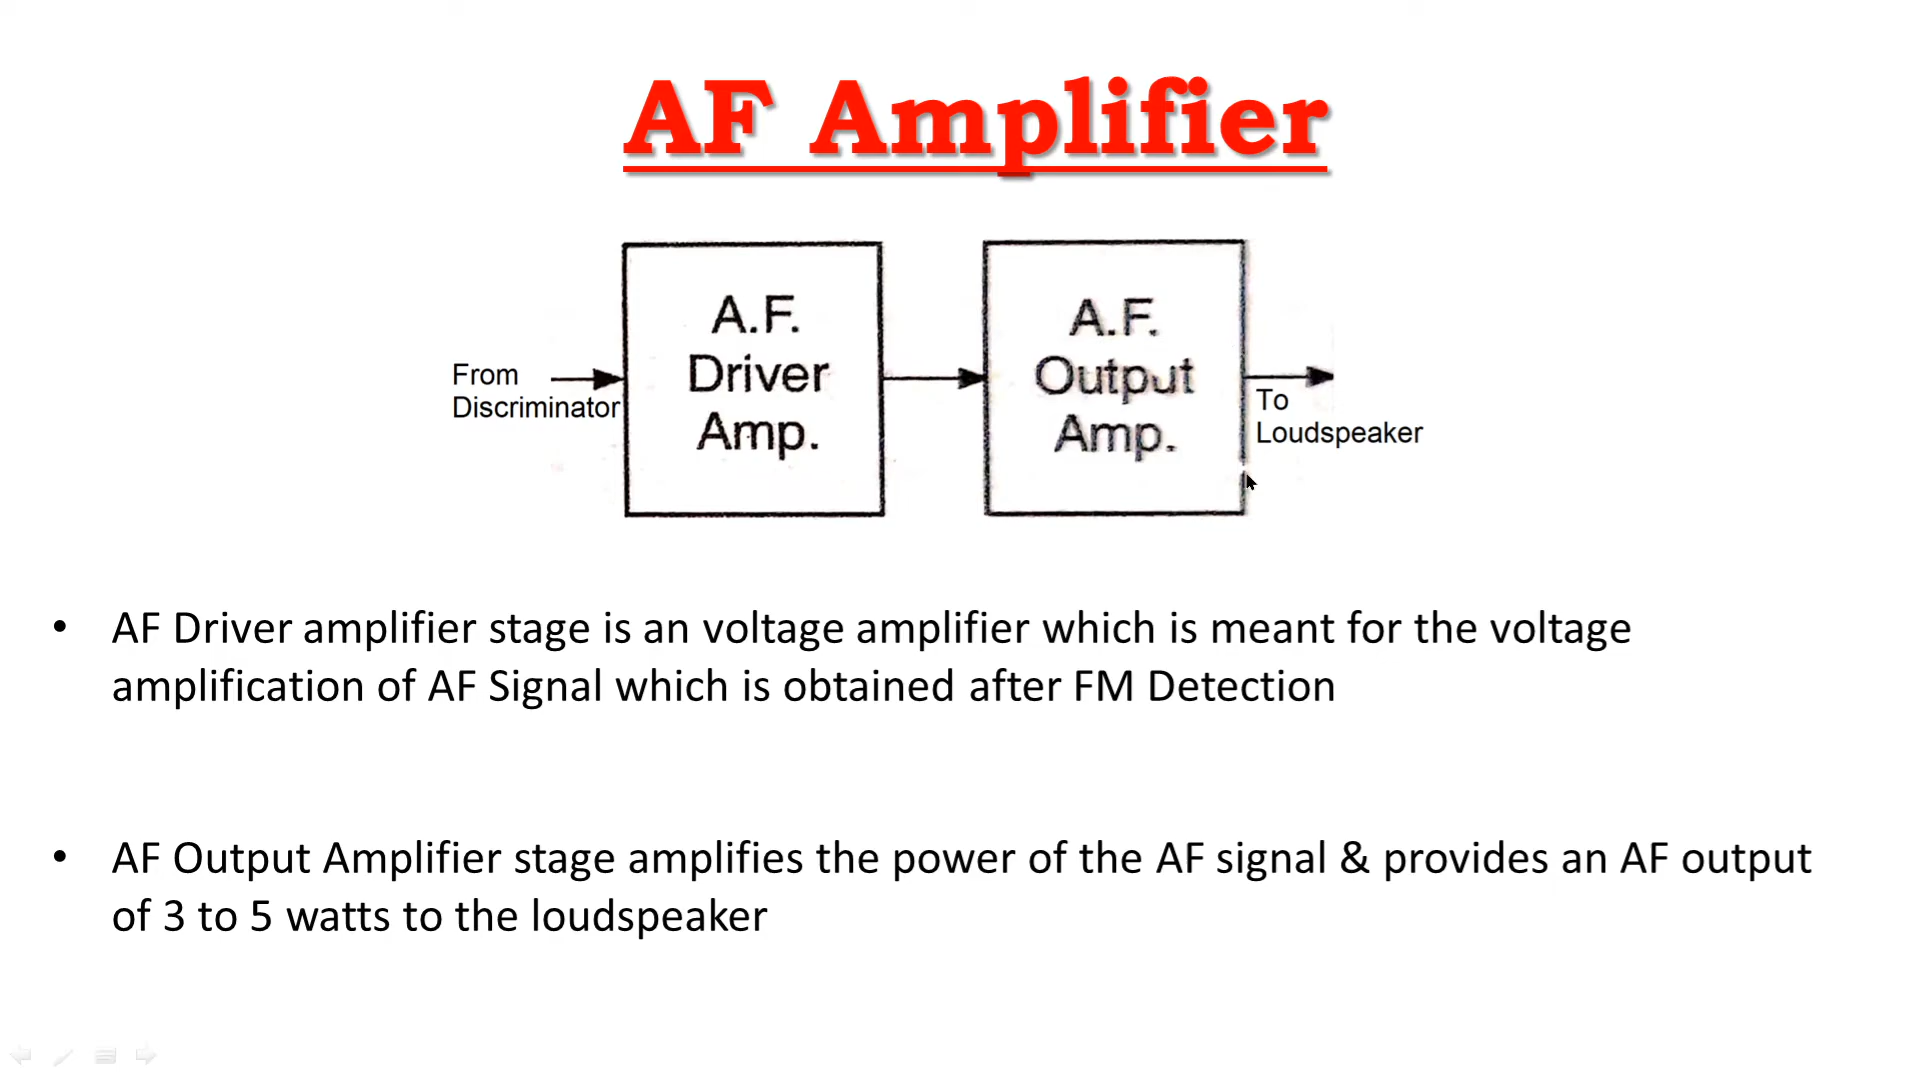 AF Amplifier
A.F.
Driver
Amp.
A.F.
Output
Amp.
From
Discriminator
To
Loudspeaker
• AF Driver amplifier stage is an voltage amplifier which is meant for the voltage
amplification of AF Signal which is obtained after FM Detection
• AF Output Amplifier stage amplifies the power of the AF signal & provides an AF output
of 3 to 5 watts to the loudspeaker